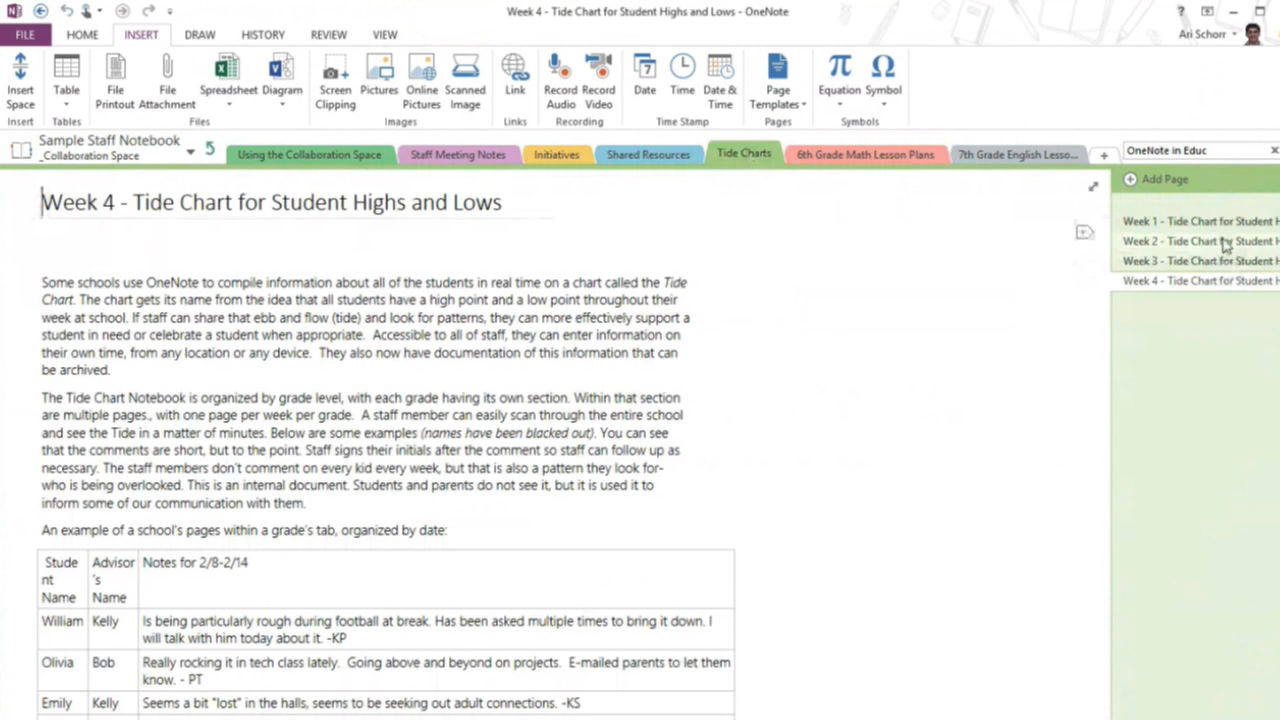 Week 4 - Tide Chart for Student Highs and Lows - OneNote
?
FILE HOME INSERT DRAW HISTORY REVIEW VIEW
Ari Schorr
Insert Space
Table
File Printout
File Attachment
Spreadsheet
Diagram
Screen Clipping
Pictures
Online Pictures
Scanned Image
Link
Record Audio
Record Video
Date
Time
Date & Time
Page Templates
Equation
Symbol
Insert Tables Files Images Links Recording Time Stamp Pages Symbols
Sample Staff Notebook
_Collaboration Space
Using the Collaboration Space Staff Meeting Notes Initiatives Shared Resources Tide Charts 6th Grade Math Lesson Plans 7th Grade English Lesso...
OneNote in Educ
Add Page
Week 1 - Tide Chart for Student H
Week 2 - Tide Chart for Student H
Week 3 - Tide Chart for Student H
Week 4 - Tide Chart for Student H
Week 4 - Tide Chart for Student Highs and Lows
Some schools use OneNote to compile information about all of the students in real time on a chart called the Tide
Chart. The chart gets its name from the idea that all students have a high point and a low point throughout their
week at school. If staff can share that ebb and flow (tide) and look for patterns, they can more effectively support a
student in need or celebrate a student when appropriate. Accessible to all of staff, they can enter information on
their own time, from any location or any device. They also now have documentation of this information that can
be archived.
The Tide Chart Notebook is organized by grade level, with each grade having its own section. Within that section
are multiple pages., with one page per week per grade. A staff member can easily scan through the entire school
and see the Tide in a matter of minutes. Below are some examples (names have been blacked out). You can see
that the comments are short, but to the point. Staff signs their initials after the comment so staff can follow up as
necessary. The staff members don't comment on every kid every week, but that is also a pattern they look for-
who is being overlooked. This is an internal document. Students and parents do not see it, but it is used it to
inform some of our communication with them.
An example of a school's pages within a grade's tab, organized by date:
Stude
nt
Name
Advisor
's
Name
Notes for 2/8-2/14
William Kelly Is being particularly rough during football at break. Has been asked multiple times to bring it down. I
will talk with him today about it. -KP
Olivia Bob Really rocking it in tech class lately. Going above and beyond on projects. E-mailed parents to let them
know. - PT
Emily Kelly Seems a bit "lost" in the halls, seems to be seeking out adult connections. -KS